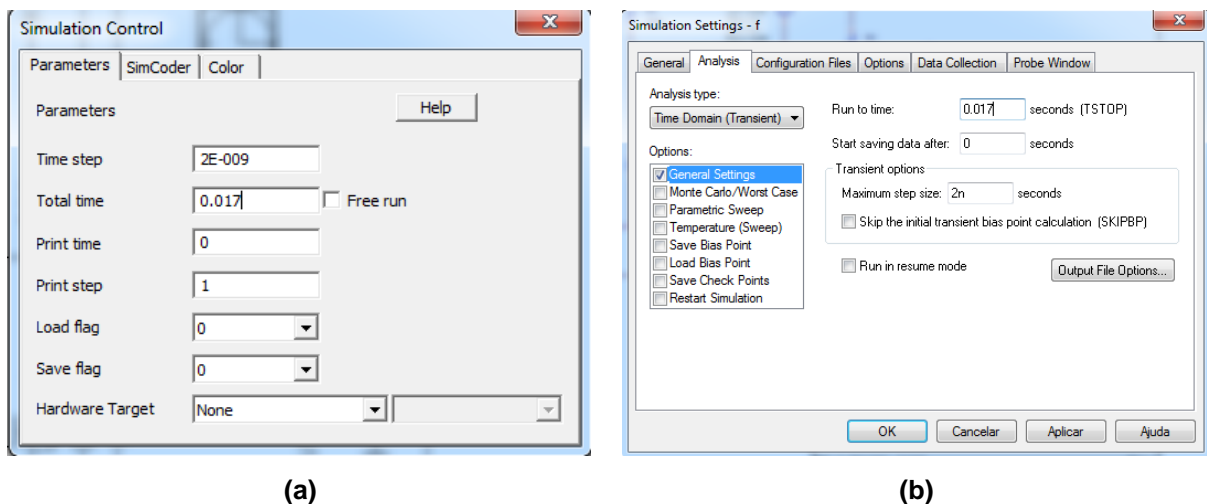 Simulation Control
Parameters SimCoder Color
Parameters Help
Time step 2E-009
Total time 0.017 Free run
Print time 0
Print step 1
Load flag 0
Save flag 0
Hardware Target None
(a)
Simulation Settings - f
General Analysis Configuration Files Options Data Collection Probe Window
Analysis type:
Time Domain (Transient)
Options:
General Settings
Monte Carlo/Worst Case
Parametric Sweep
Temperature (Sweep)
Save Bias Point
Load Bias Point
Save Check Points
Restart Simulation
Run to time: 0.017 seconds (TSTOP)
Start saving data after: 0 seconds
Transient options
Maximum step size: 2n seconds
Skip the initial transient bias point calculation (SKIPBP)
Run in resume mode Output File Options...
OK Cancelar Aplicar Ajuda
(b)